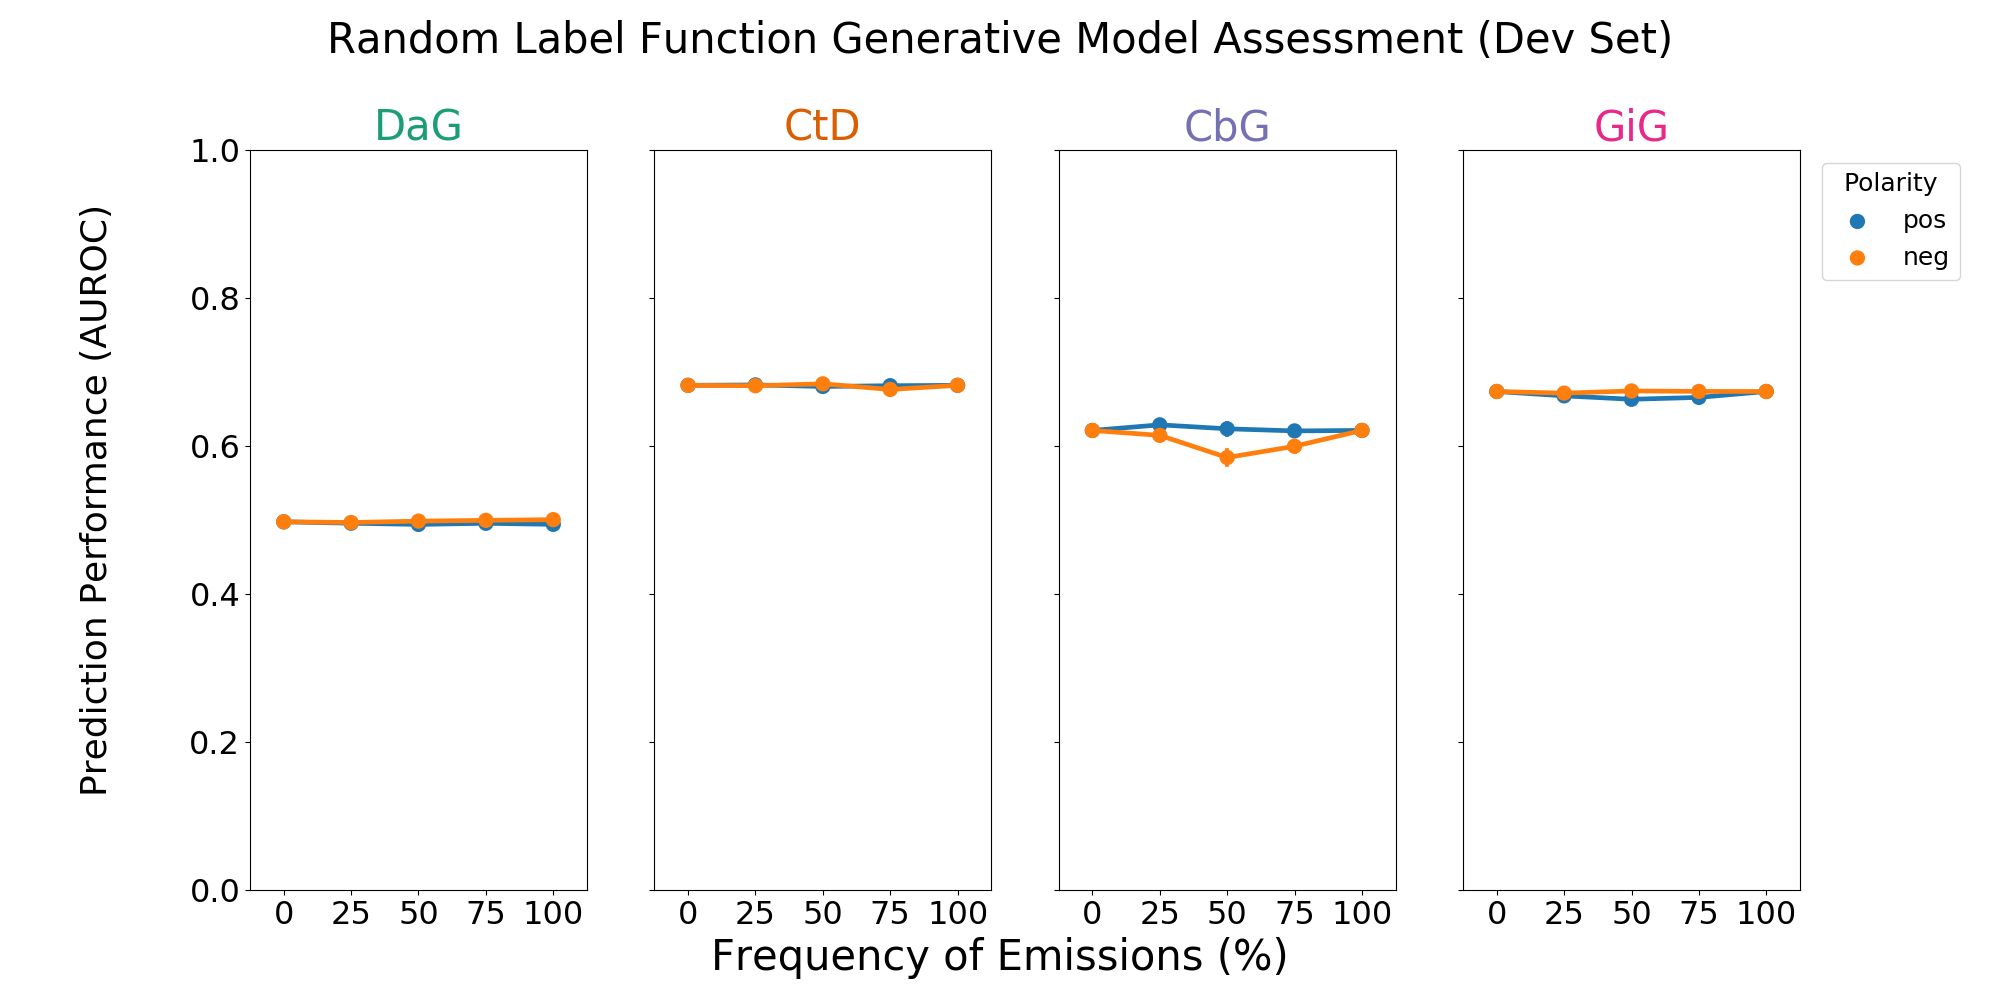 Random Label Function Generative Model Assessment (Dev Set)
DaG
CtD
CbG
GiG
Prediction Performance (AUROC)
1.0
0.8
0.6
0.4
0.2
0.0
0 25 50 75 100
0 25 50 75 100
0 25 50 75 100
0 25 50 75 100
Frequency of Emissions (%)
Polarity
pos
neg